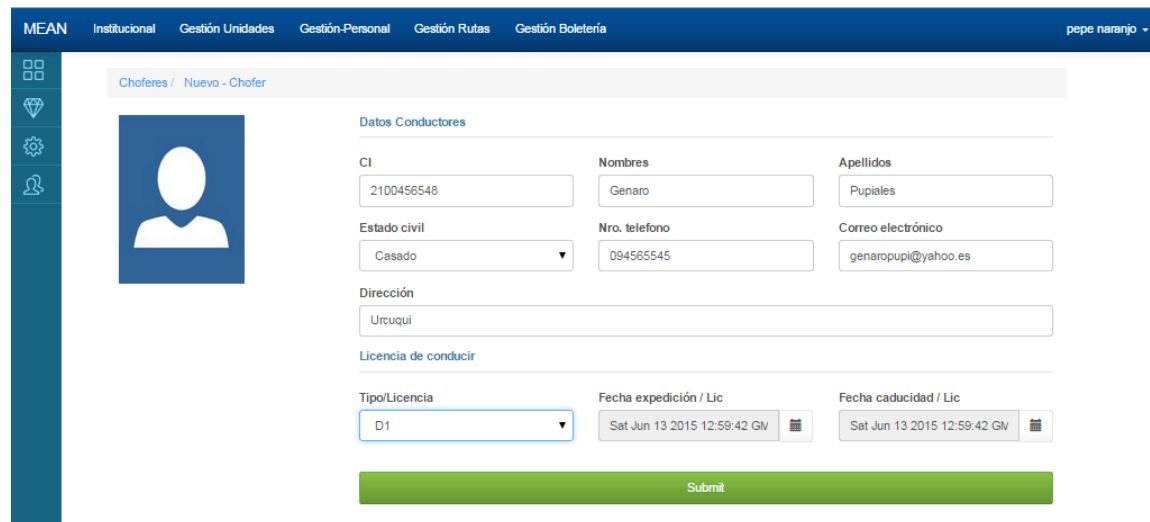 MEAN Institucional Gestión Unidades Gestión-Personal Gestión Rutas Gestión Boletería pepe naranjo
Choferes / Nuevo - Chofer
Datos Conductores
CI Nombres Apellidos
2100456548 Genaro Pupiales
Estado civil Nro. telefono Correo electrónico
Casado 094565545 genaropupi@yahoo.es
Dirección
Urcuqui
Licencia de conducir
Tipo/Licencia Fecha expedición / Lic Fecha caducidad / Lic
D1 Sat Jun 13 2015 12:59:42 GM Sat Jun 13 2015 12:59:42 GM
Submit